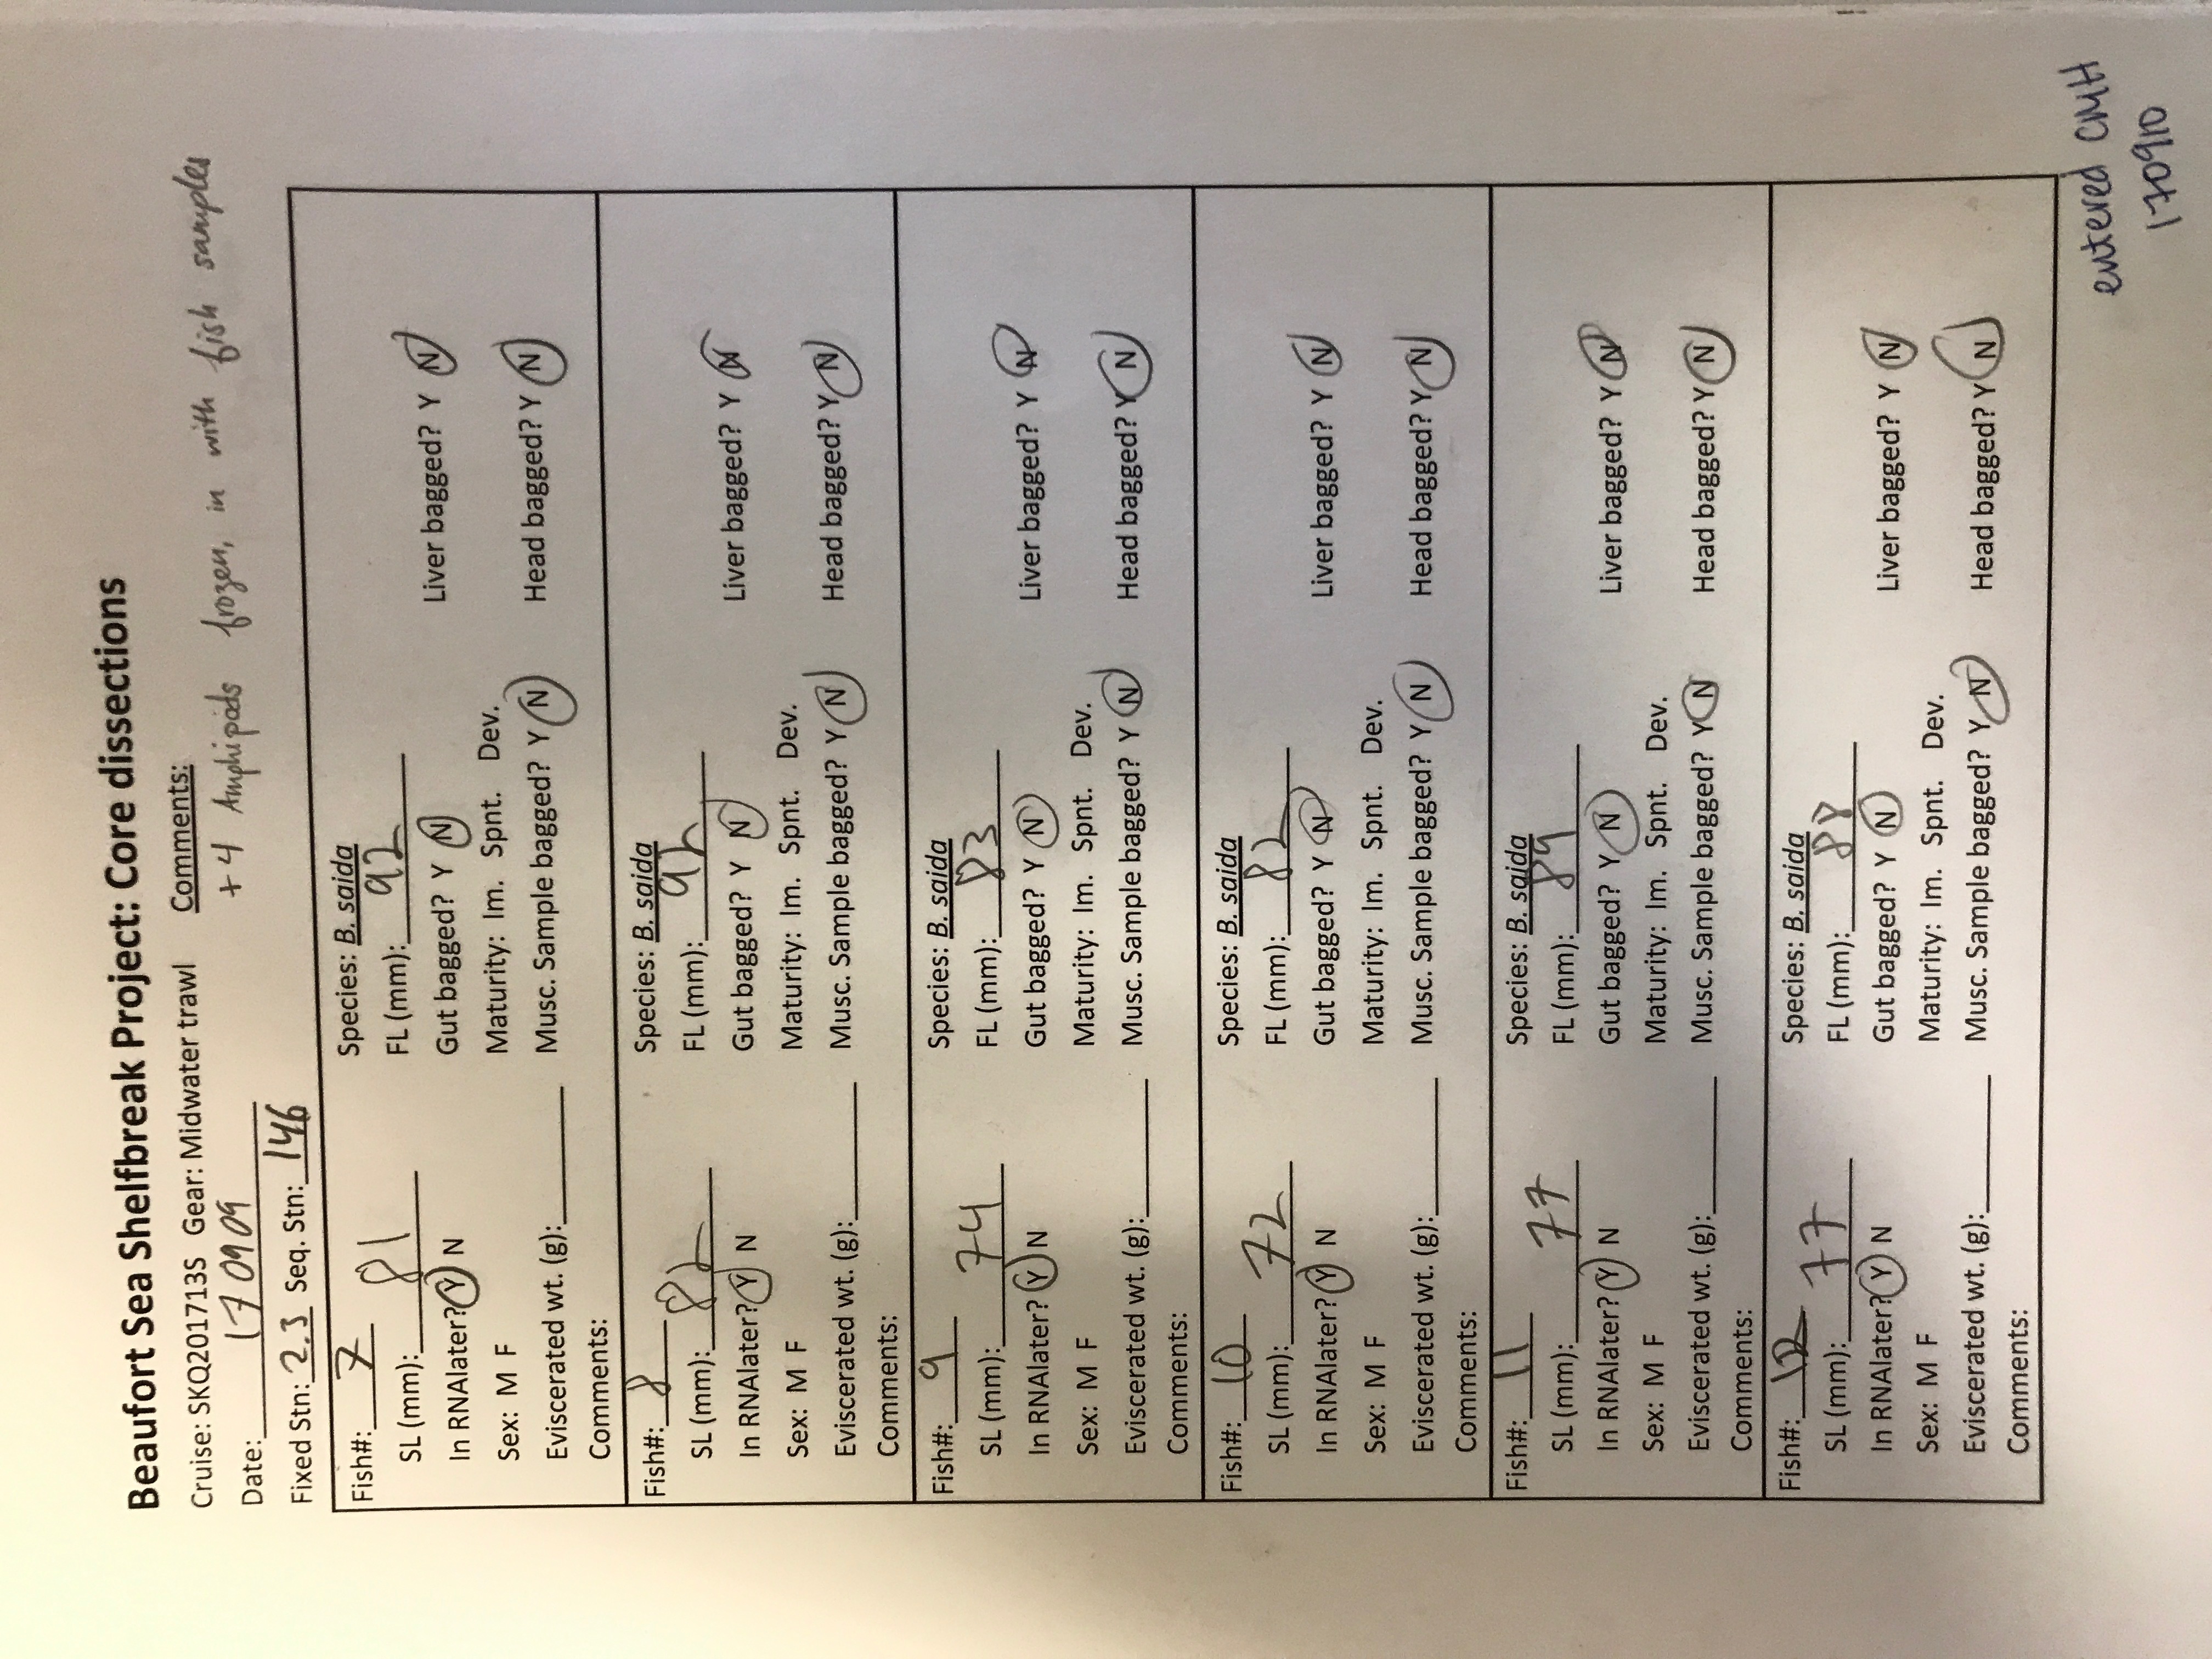 Beaufort Sea Shelfbreak Project: Core dissections
Cruise: SKQ201713S Gear: Midwater trawl Comments:
Date: 170909 +4 Amphipods frozen, in with fish samples
Fixed Stn: 2.3 Seq. Stn: 146
Fish#: 7 Species: B. saida
SL (mm): 81 FL (mm): 92
In RNAlater? Y N Gut bagged? Y N Liver bagged? Y N
Sex: M F Maturity: Im. Spnt. Dev.
Eviscerated wt. (g): Musc. Sample bagged? Y N Head bagged? Y N
Comments:
Fish#: 8 Species: B. saida
SL (mm): 82 FL (mm): 92
In RNAlater? Y N Gut bagged? Y N Liver bagged? Y N
Sex: M F Maturity: Im. Spnt. Dev.
Eviscerated wt. (g): Musc. Sample bagged? Y N Head bagged? Y N
Comments:
Fish#: 9 Species: B. saida
SL (mm): 74 FL (mm): 83
In RNAlater? Y N Gut bagged? Y N Liver bagged? Y N
Sex: M F Maturity: Im. Spnt. Dev.
Eviscerated wt. (g): Musc. Sample bagged? Y N Head bagged? Y N
Comments:
Fish#: 10 Species: B. saida
SL (mm): 72 FL (mm): 82
In RNAlater? Y N Gut bagged? Y N Liver bagged? Y N
Sex: M F Maturity: Im. Spnt. Dev.
Eviscerated wt. (g): Musc. Sample bagged? Y N Head bagged? Y N
Comments:
Fish#: 11 Species: B. saida
SL (mm): 77 FL (mm): 89
In RNAlater? Y N Gut bagged? Y N Liver bagged? Y N
Sex: M F Maturity: Im. Spnt. Dev.
Eviscerated wt. (g): Musc. Sample bagged? Y N Head bagged? Y N
Comments:
Fish#: 12 Species: B. saida
SL (mm): 77 FL (mm): 88
In RNAlater? Y N Gut bagged? Y N Liver bagged? Y N
Sex: M F Maturity: Im. Spnt. Dev.
Eviscerated wt. (g): Musc. Sample bagged? Y N Head bagged? Y N
Comments:
entered CMH
170910